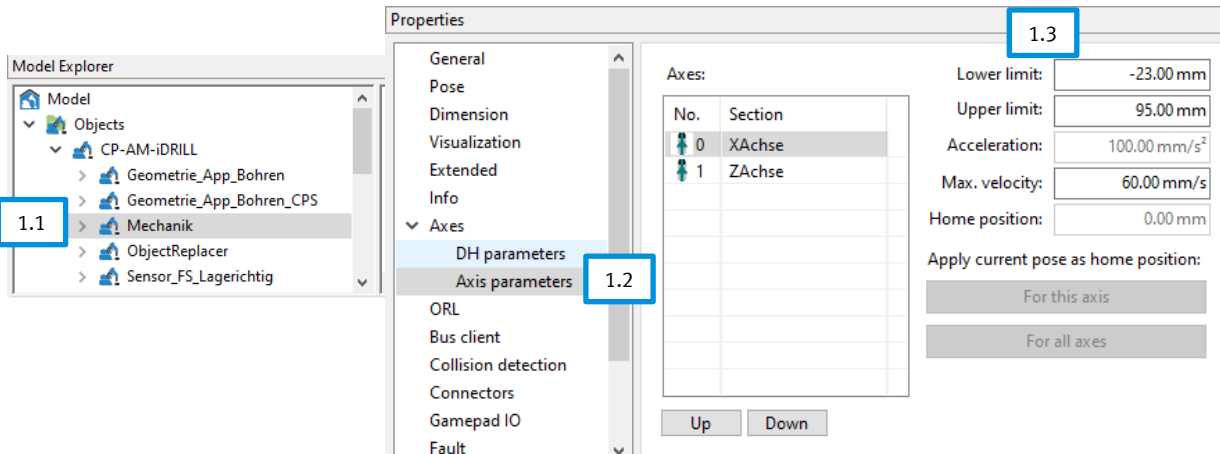 Model Explorer
Model
Objects
CP-AM-iDRILL
Geometrie_App_Bohren
Geometrie_App_Bohren_CPS
1.1
Mechanik
ObjectReplacer
Sensor_FS_Lagerichtig
Properties
General
Pose
Dimension
Visualization
Extended
Info
Axes
DH parameters
Axis parameters
1.2
ORL
Bus client
Collision detection
Connectors
Gamepad IO
Fault
Axes:
No. Section
0 XAchse
1 ZAchse
Up Down
1.3
Lower limit: -23.00 mm
Upper limit: 95.00 mm
Acceleration: 100.00 mm/s²
Max. velocity: 60.00 mm/s
Home position: 0.00 mm
Apply current pose as home position:
For this axis
For all axes